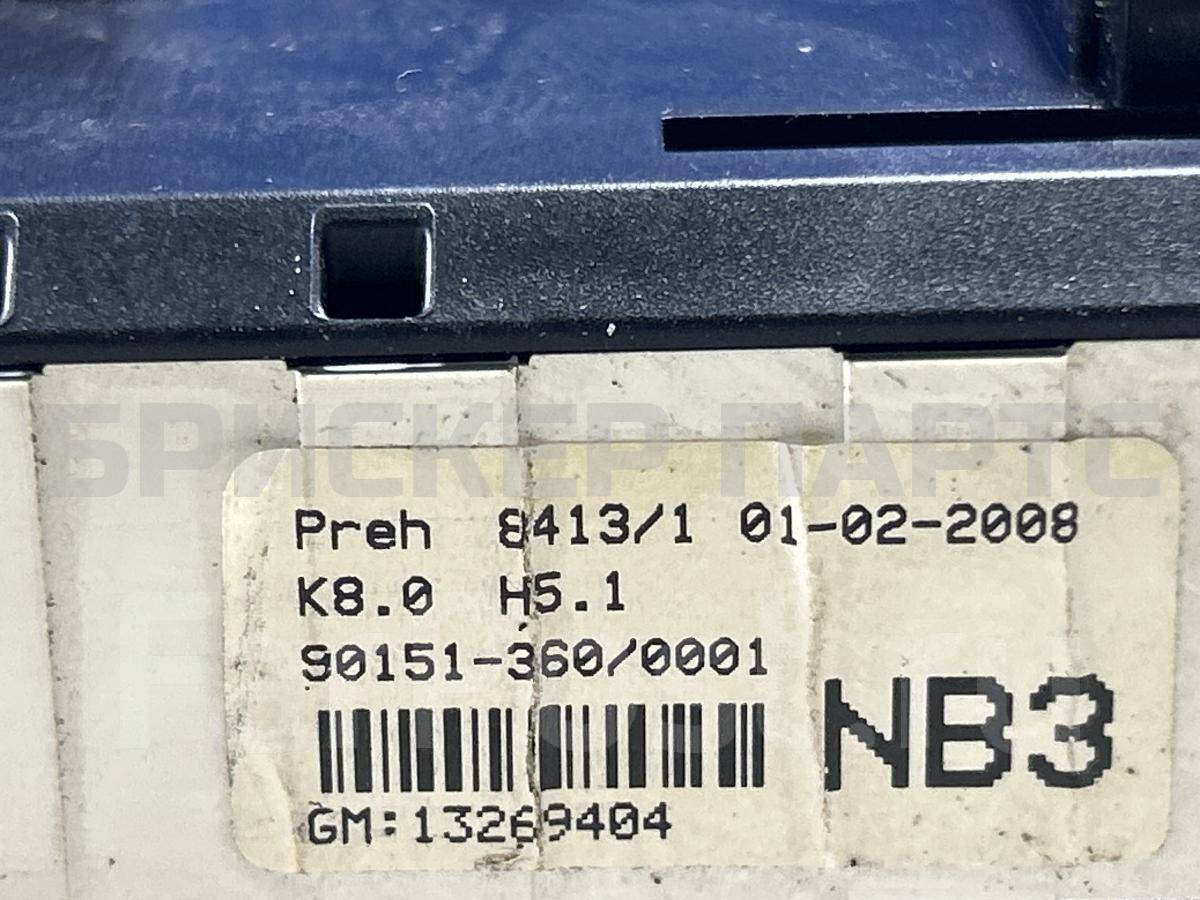 БРИСКЕР ПАРТС
Preh 8413/1 01-02-2008
K8.0 H5.1
90151-360/0001
NB3
GM:13269404